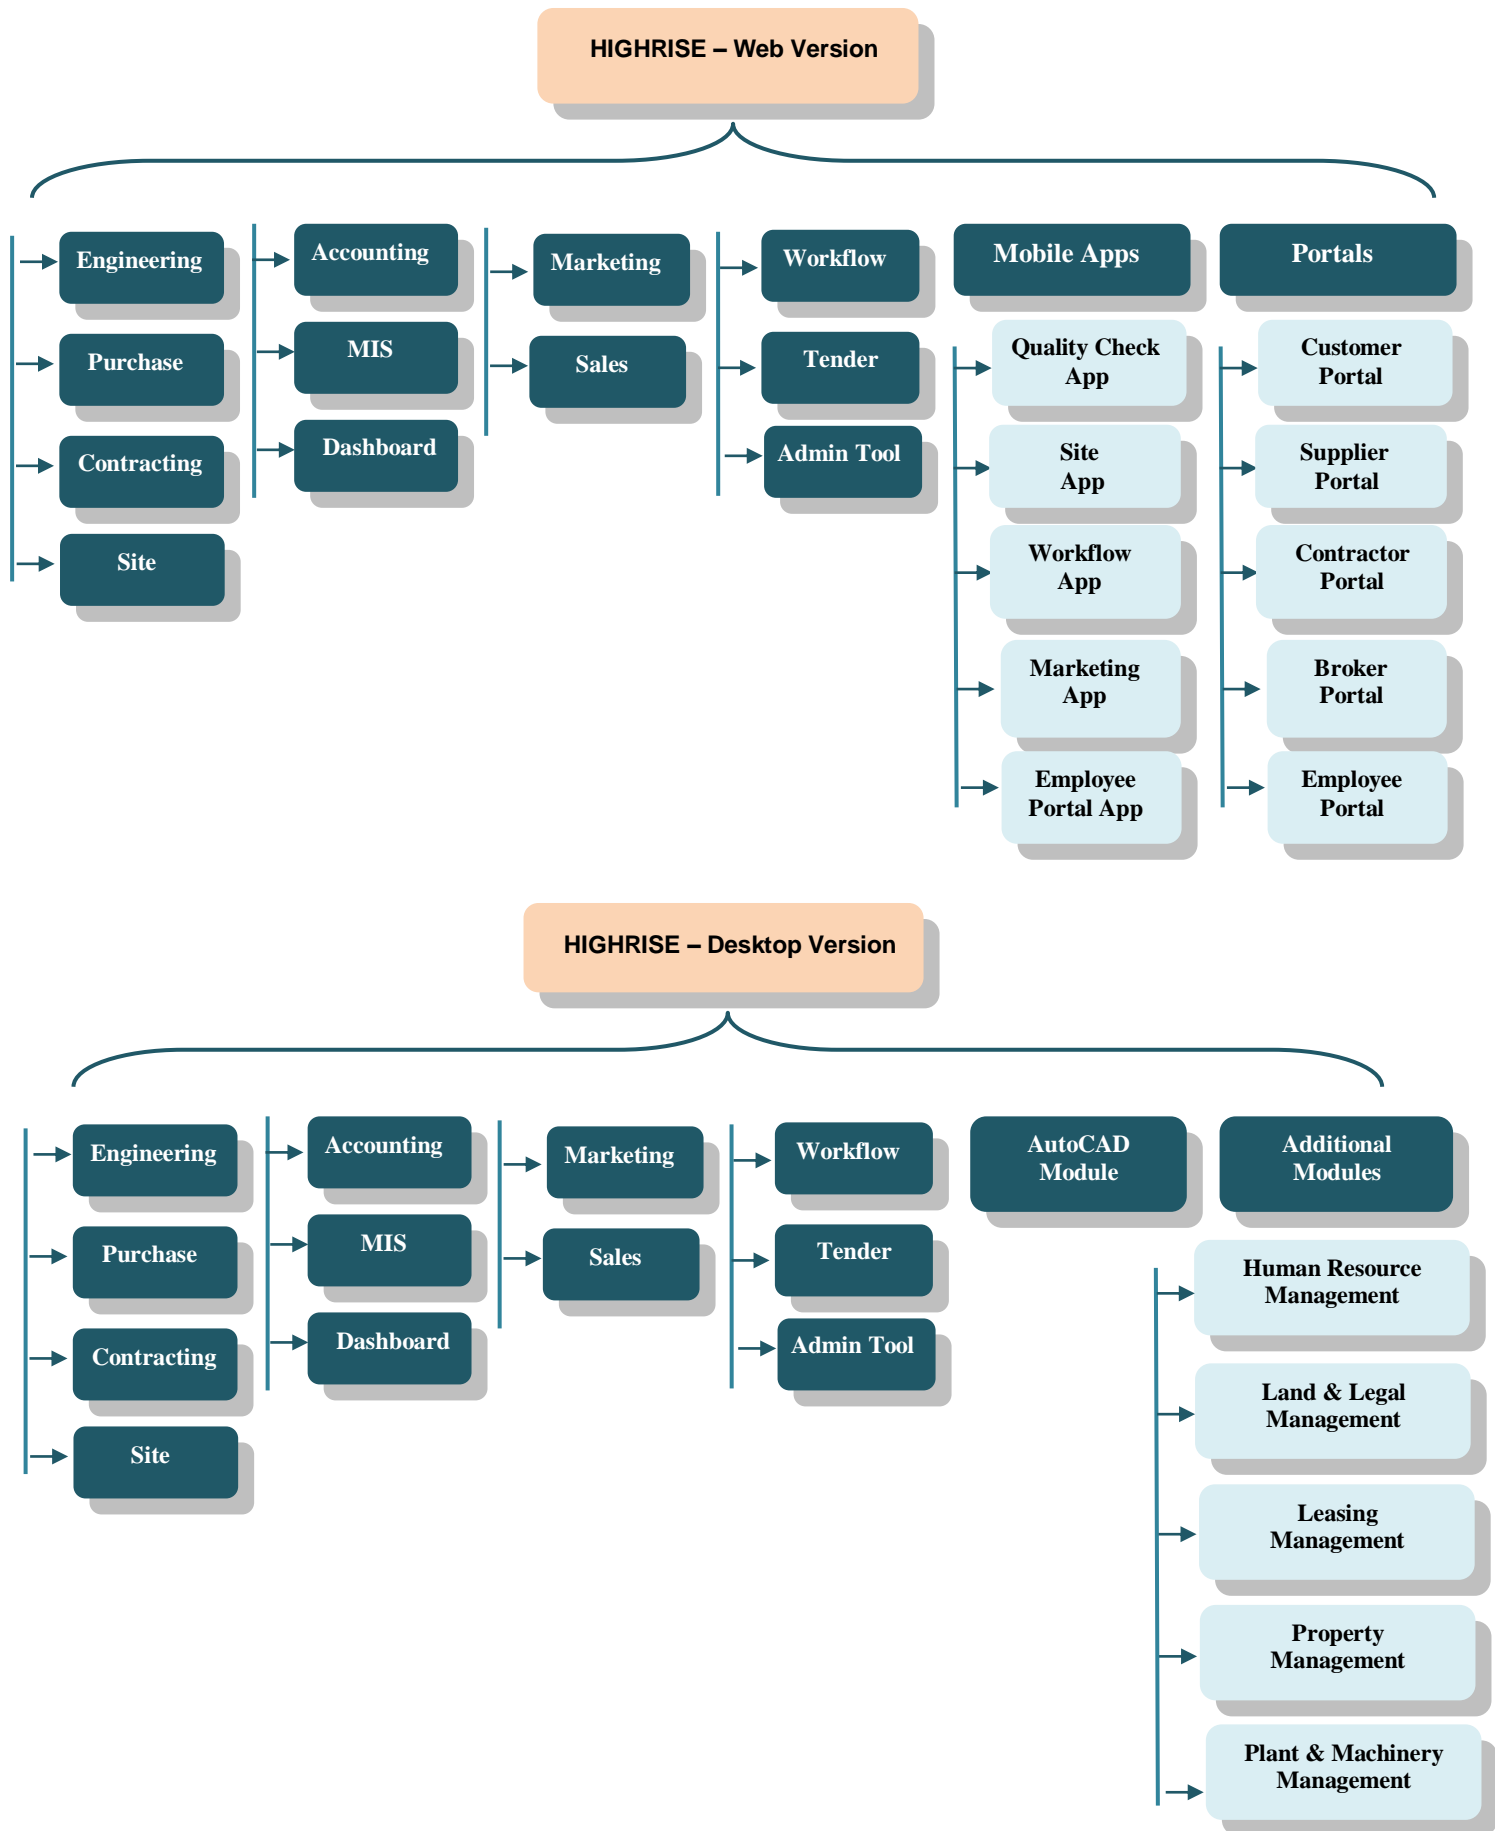 HIGHRISE – Web Version
Engineering
Purchase
Contracting
Site
Accounting
MIS
Dashboard
Marketing
Sales
Workflow
Tender
Admin Tool
Mobile Apps
Quality Check
App
Site
App
Workflow
App
Marketing
App
Employee
Portal App
Portals
Customer
Portal
Supplier
Portal
Contractor
Portal
Broker
Portal
Employee
Portal
HIGHRISE – Desktop Version
Engineering
Purchase
Contracting
Site
Accounting
MIS
Dashboard
Marketing
Sales
Workflow
Tender
Admin Tool
AutoCAD
Module
Additional
Modules
Human Resource
Management
Land & Legal
Management
Leasing
Management
Property
Management
Plant & Machinery
Management